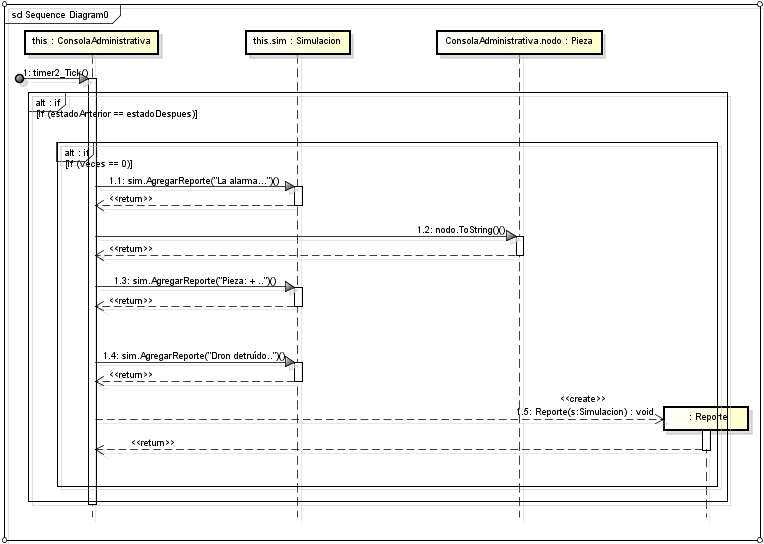 sd Sequence Diagram0
this : ConsolaAdministrativa
this.sim : Simulacion
ConsolaAdministrativa.nodo : Pieza
1: timer2_Tick()
alt : if
[if (estadoAnterior == estadoDespues)]
alt : if
[if (veces == 0)]
1.1: sim.AgregarReporte("La alarma...")()
<<return>>
1.2: nodo.ToString()()
<<return>>
1.3: sim.AgregarReporte("Pieza: + ..")()
<<return>>
1.4: sim.AgregarReporte("Dron detruído..")()
<<return>>
<<create>>
1.5: Reporte(s:Simulacion) : void
: Reporte
<<return>>